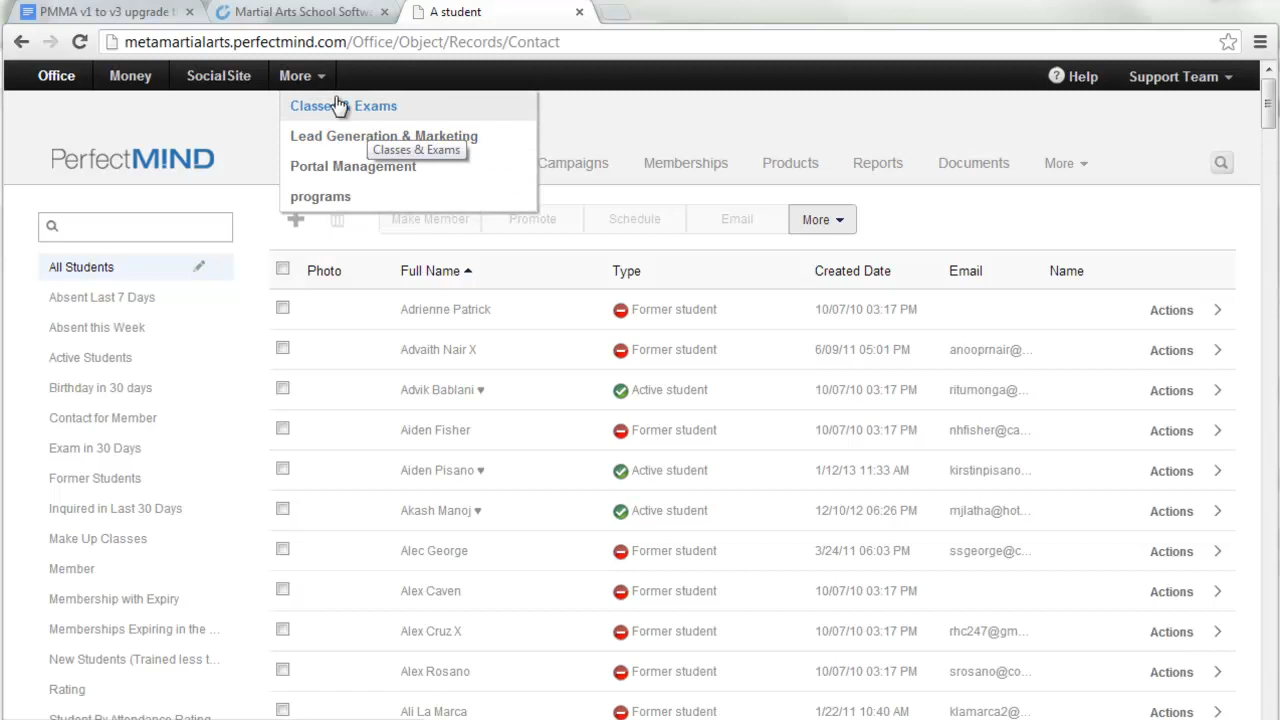 PMMA v1 to v3 upgrade t
Martial Arts School Softw
A student
metamartialarts.perfectmind.com/Office/Object/Records/Contact
Office Money SocialSite More Help Support Team
Classes & Exams
Lead Generation & Marketing
Classes & Exams
Portal Management
programs
PerfectMIND
Campaigns Memberships Products Reports Documents More
Make Member Promote Schedule Email More
All Students
Absent Last 7 Days
Absent this Week
Active Students
Birthday in 30 days
Contact for Member
Exam in 30 Days
Former Students
Inquired in Last 30 Days
Make Up Classes
Member
Membership with Expiry
Memberships Expiring in the ...
New Students (Trained less t...
Rating
Student By Attendance Rating
Photo Full Name Type Created Date Email Name
Adrienne Patrick Former student 10/07/10 03:17 PM Actions
Advaith Nair X Former student 6/09/11 05:01 PM anoopmair@... Actions
Advik Bablani ♥ Active student 10/07/10 03:17 PM ritumonga@... Actions
Aiden Fisher Former student 10/07/10 03:17 PM nhfisher@ca... Actions
Aiden Pisano ♥ Active student 1/12/13 11:33 AM kirstinpisano... Actions
Akash Manoj ♥ Active student 12/10/12 06:26 PM mjlatha@hot... Actions
Alec George Former student 3/24/11 06:03 PM ssgeorge@c... Actions
Alex Caven Former student 10/07/10 03:17 PM Actions
Alex Cruz X Former student 10/07/10 03:17 PM rhc247@gm... Actions
Alex Rosano Former student 10/07/10 03:17 PM srosano@co... Actions
Ali La Marca Former student 1/22/11 10:40 AM klamarca2@... Actions